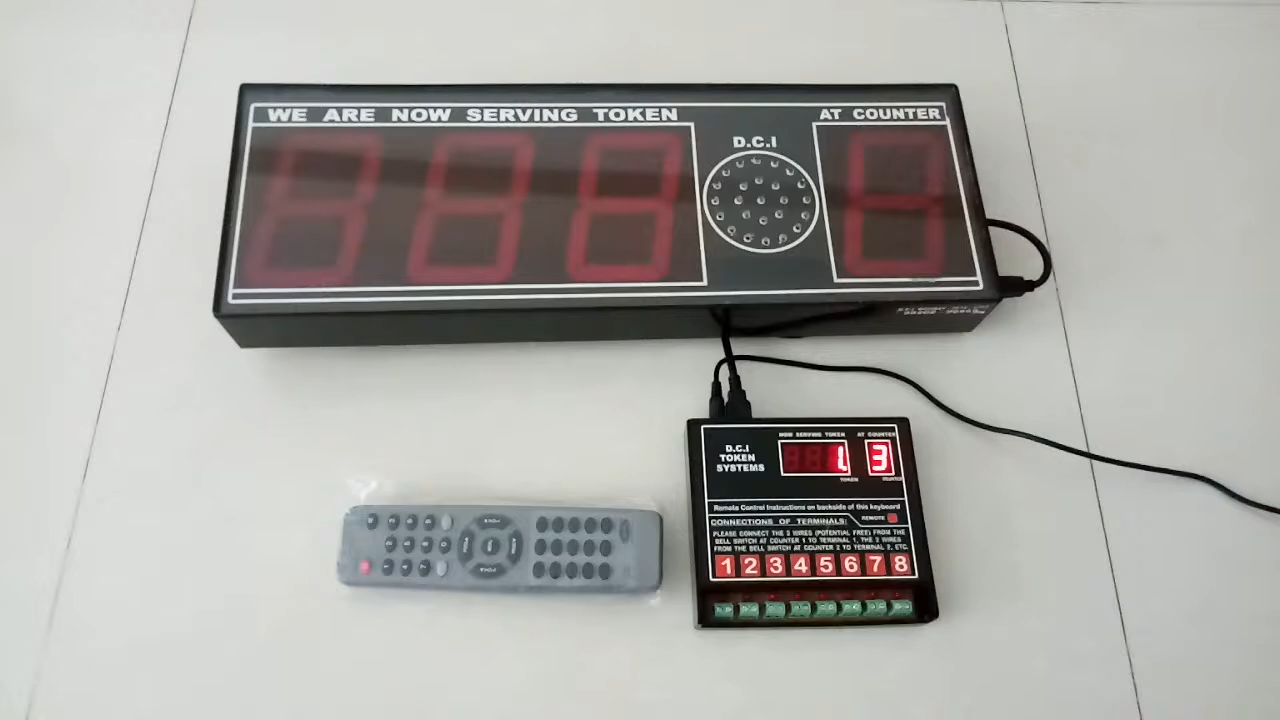 WE ARE NOW SERVING TOKEN
AT COUNTER
D.C.I
NOW SERVING TOKEN
AT COUNTER
D.C.I
TOKEN
SYSTEMS
1.
3
TOKEN
COUNTER
Remote Control Instructions on backside of this keyboard
CONNECTIONS OF TERMINALS:
REMOTE
PLEASE CONNECT THE 2 WIRES (POTENTIAL FREE) FROM THE
BELL SWITCH AT COUNTER 1 TO TERMINAL 1, THE 2 WIRES
FROM THE BELL SWITCH AT COUNTER 2 TO TERMINAL 2, ETC.
1 2 3 4 5 6 7 8